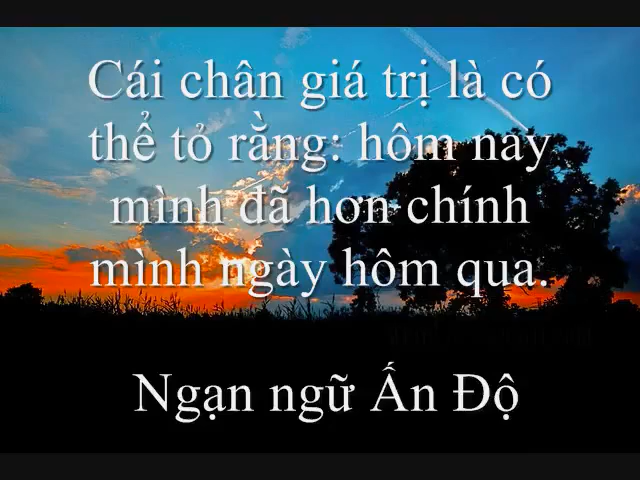 Cái chân giá trị là có
thể tỏ rằng: hôm nay
mình đã hơn chính
mình ngày hôm qua.
Ngạn ngữ Ấn Độ